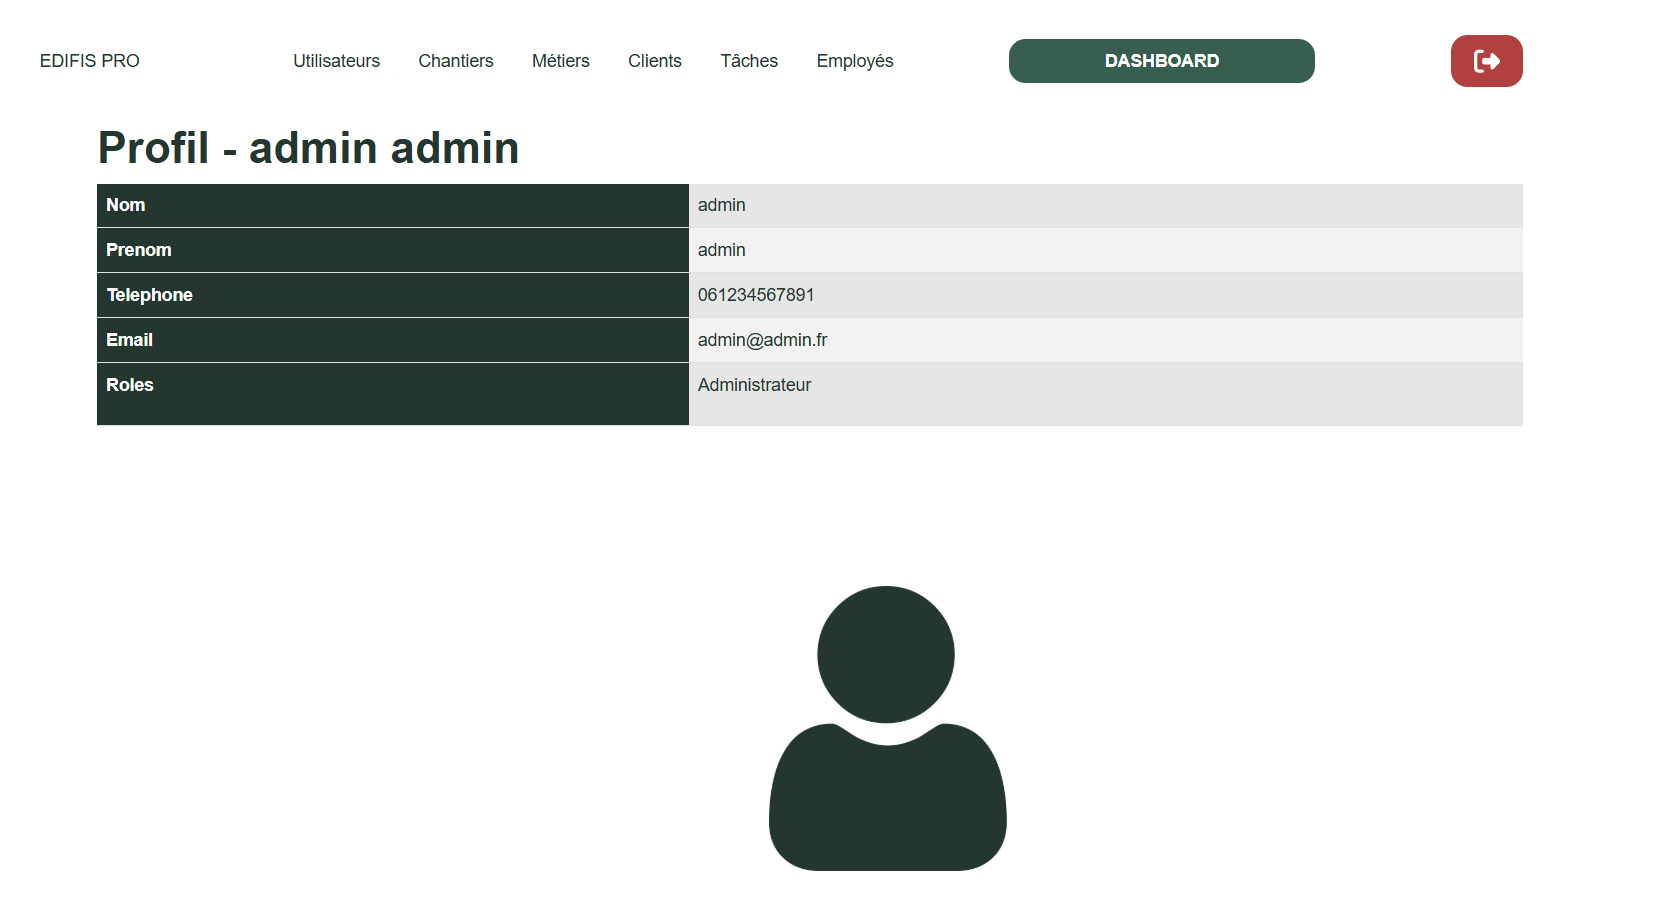 EDIFIS PRO Utilisateurs Chantiers Métiers Clients Tâches Employés DASHBOARD
Profil - admin admin
Nom admin
Prenom admin
Telephone 061234567891
Email admin@admin.fr
Roles Administrateur